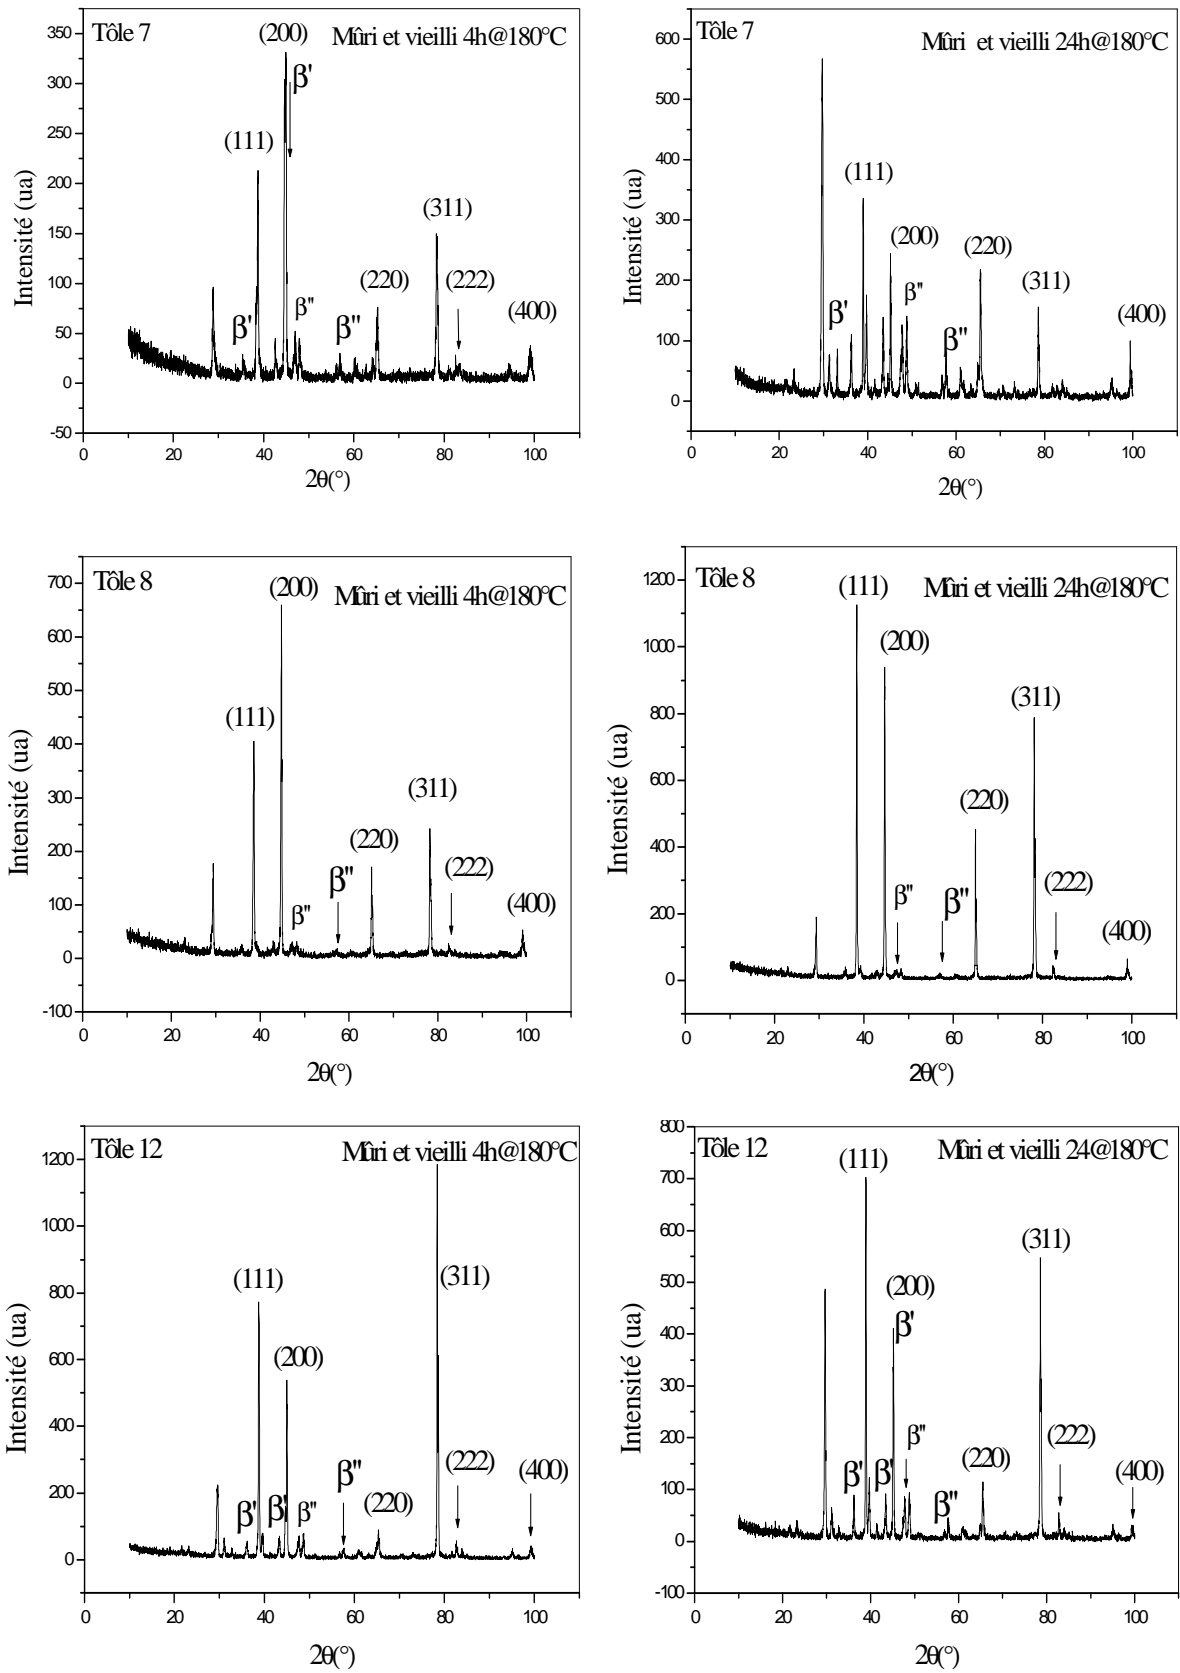 Tôle 7
(200)
Mûri et vieilli 4h@180°C
β'
(111)
(311)
β'
β"
β"
(220)
(222)
(400)
Intensité (ua)
350
300
250
200
150
100
50
0
-50
0 20 40 60 80 100
2θ(°)
Tôle 7
Mûri et vieilli 24h@180°C
(111)
(200)
(220)
β'
β"
β"
(311)
(400)
Intensité (ua)
600
500
400
300
200
100
0
0 20 40 60 80 100
2θ(°)
Tôle 8
(200)
Mûri et vieilli 4h@180°C
(111)
(311)
β"
β"
(220)
(222)
(400)
Intensité (ua)
700
600
500
400
300
200
100
0
-100
0 20 40 60 80 100
2θ(°)
Tôle 8
(111)
Mûri et vieilli 24h@180°C
(200)
(311)
(220)
β"
β"
(222)
(400)
Intensité (ua)
1200
1000
800
600
400
200
0
0 20 40 60 80 100
2θ(°)
Tôle 12
Mûri et vieilli 4h@180°C
(111)
(311)
(200)
β'
β'
β"
β"
(220)
(222)
(400)
Intensité (ua)
1200
1000
800
600
400
200
0
0 20 40 60 80 100
2θ(°)
Tôle 12
(111)
Mûri et vieilli 24@180°C
(311)
(200)
β'
β'
β'
β"
β"
(220)
(222)
(400)
Intensité (ua)
800
700
600
500
400
300
200
100
0
-100
0 20 40 60 80 100
2θ(°)